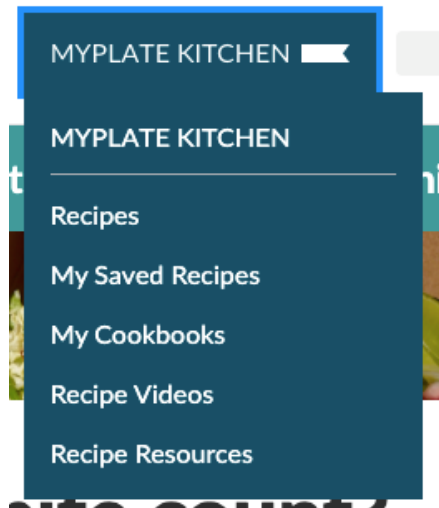 MYPLATE KITCHEN
MYPLATE KITCHEN
Recipes
My Saved Recipes
My Cookbooks
Recipe Videos
Recipe Resources